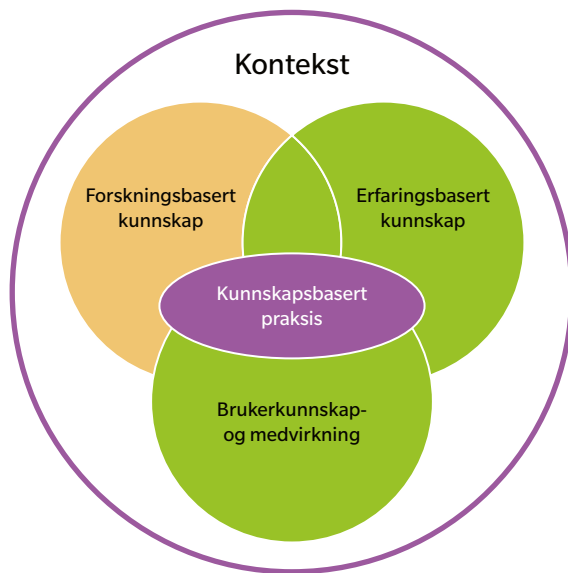 Kontekst
Forskningsbasert
kunnskap
Erfaringsbasert
kunnskap
Kunnskapsbasert
praksis
Brukerkunnskap-
og medvirkning